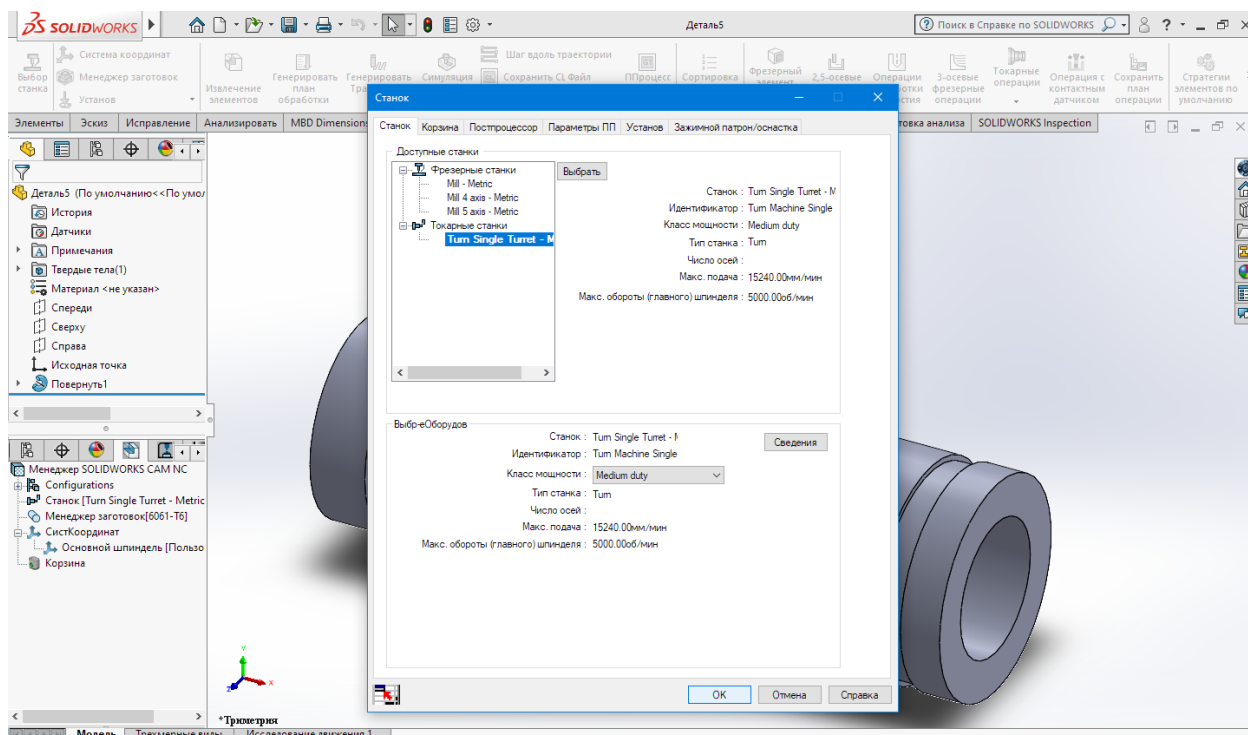 SOLIDWORKS
Деталь5
Поиск в Справке по SOLIDWORKS
Выбор станка
Система координат
Менеджер заготовок
Установ
Извлечение элементов
Генерировать план обработки
Генерировать
Симуляция
Шаг вдоль траектории
Сохранить CL Файл
ППроцесс
Сортировка
Фрезерный
2,5-осевые
Операции
3-осевые фрезерные операции
Токарные операции
Операция с контактным датчиком
Сохранить план операции
Стратегии элементов по умолчанию
Элементы
Эскиз
Исправление
Анализировать
MBD Dimension
товка анализа
SOLIDWORKS Inspection
Деталь5 (По умолчанию<<По умол
История
Датчики
Примечания
Твердые тела(1)
Материал <не указан>
Спереди
Сверху
Справа
Исходная точка
Повернуть1
Менеджер SOLIDWORKS CAM NC
Configurations
Станок [Turn Single Turret - Metric
Менеджер заготовок[6061-T6]
СистКоординат
Основной шпиндель [Пользо
Корзина
Станок
Станок
Корзина
Постпроцессор
Параметры ПП
Установ
Зажимной патрон/оснастка
Доступные станки
Фрезерные станки
Mill - Metric
Mill 4 axis - Metric
Mill 5 axis - Metric
Токарные станки
Turn Single Turret - M
Выбрать
Станок : Turn Single Turret - M
Идентификатор : Turn Machine Single
Класс мощности : Medium duty
Тип станка : Turn
Число осей :
Макс. подача : 15240.00мм/мин
Макс. обороты (главного) шпинделя : 5000.00об/мин
Выбр-еОборудов
Станок : Turn Single Turret - M
Сведения
Идентификатор : Turn Machine Single
Класс мощности : Medium duty
Тип станка : Turn
Число осей :
Макс. подача : 15240.00мм/мин
Макс. обороты (главного) шпинделя : 5000.00об/мин
OK
Отмена
Справка
Y
Z
X
*Триметрия
Модель
Трехмерные виды
Исследование движения 1